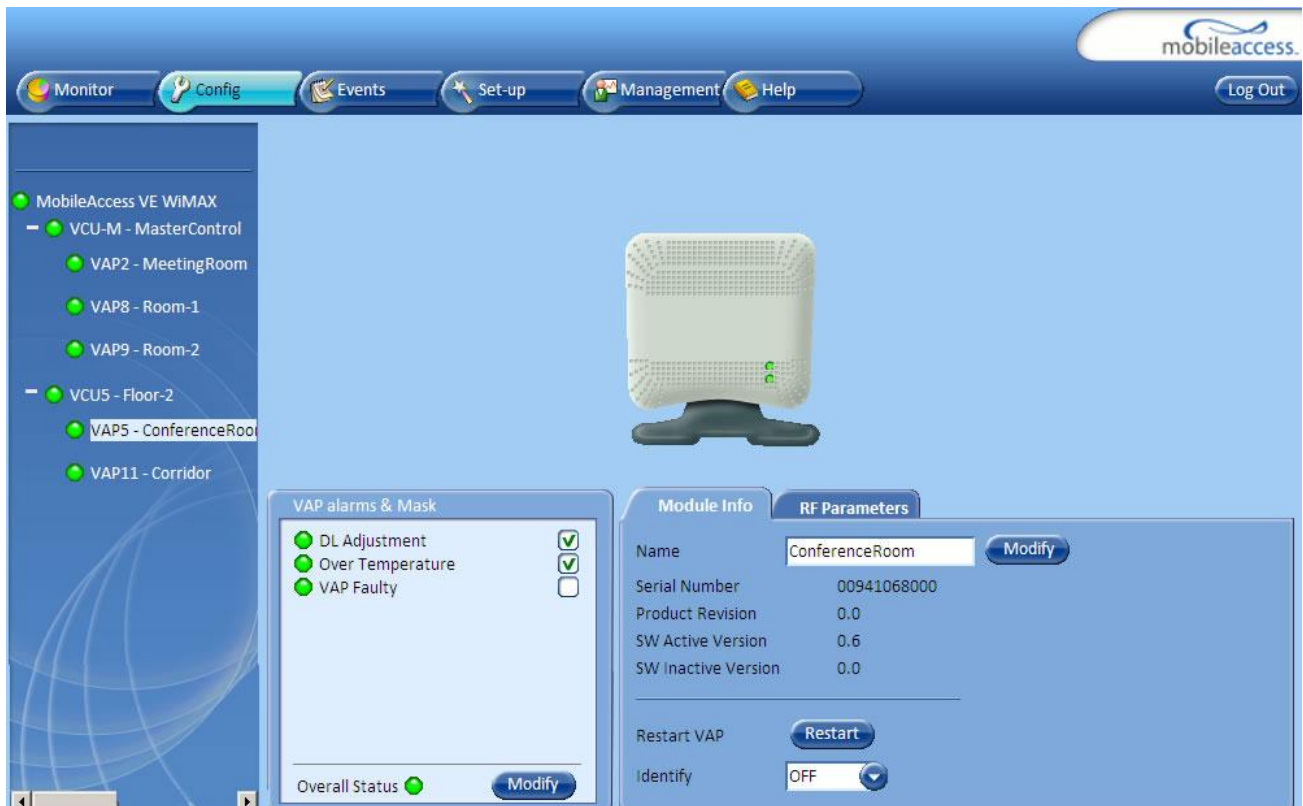 mobileaccess.
Monitor
Config
Events
Set-up
Management
Help
Log Out
MobileAccess VE WiMAX
VCU-M - MasterControl
VAP2 - MeetingRoom
VAP8 - Room-1
VAP9 - Room-2
VCU5 - Floor-2
VAP5 - ConferenceRoo
VAP11 - Corridor
VAP alarms & Mask
DL Adjustment
Over Temperature
VAP Faulty
Overall Status
Modify
Module Info
RF Parameters
Name ConferenceRoom Modify
Serial Number 00941068000
Product Revision 0.0
SW Active Version 0.6
SW Inactive Version 0.0
Restart VAP Restart
Identify OFF